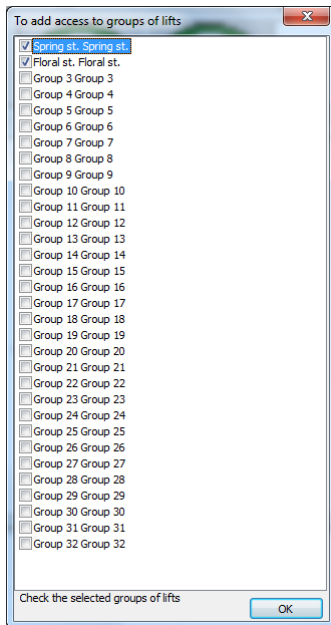 To add access to groups of lifts
Spring st. Spring st.
Floral st. Floral st.
Group 3 Group 3
Group 4 Group 4
Group 5 Group 5
Group 6 Group 6
Group 7 Group 7
Group 8 Group 8
Group 9 Group 9
Group 10 Group 10
Group 11 Group 11
Group 12 Group 12
Group 13 Group 13
Group 14 Group 14
Group 15 Group 15
Group 16 Group 16
Group 17 Group 17
Group 18 Group 18
Group 19 Group 19
Group 20 Group 20
Group 21 Group 21
Group 22 Group 22
Group 23 Group 23
Group 24 Group 24
Group 25 Group 25
Group 26 Group 26
Group 27 Group 27
Group 28 Group 28
Group 29 Group 29
Group 30 Group 30
Group 31 Group 31
Group 32 Group 32
Check the selected groups of lifts
OK